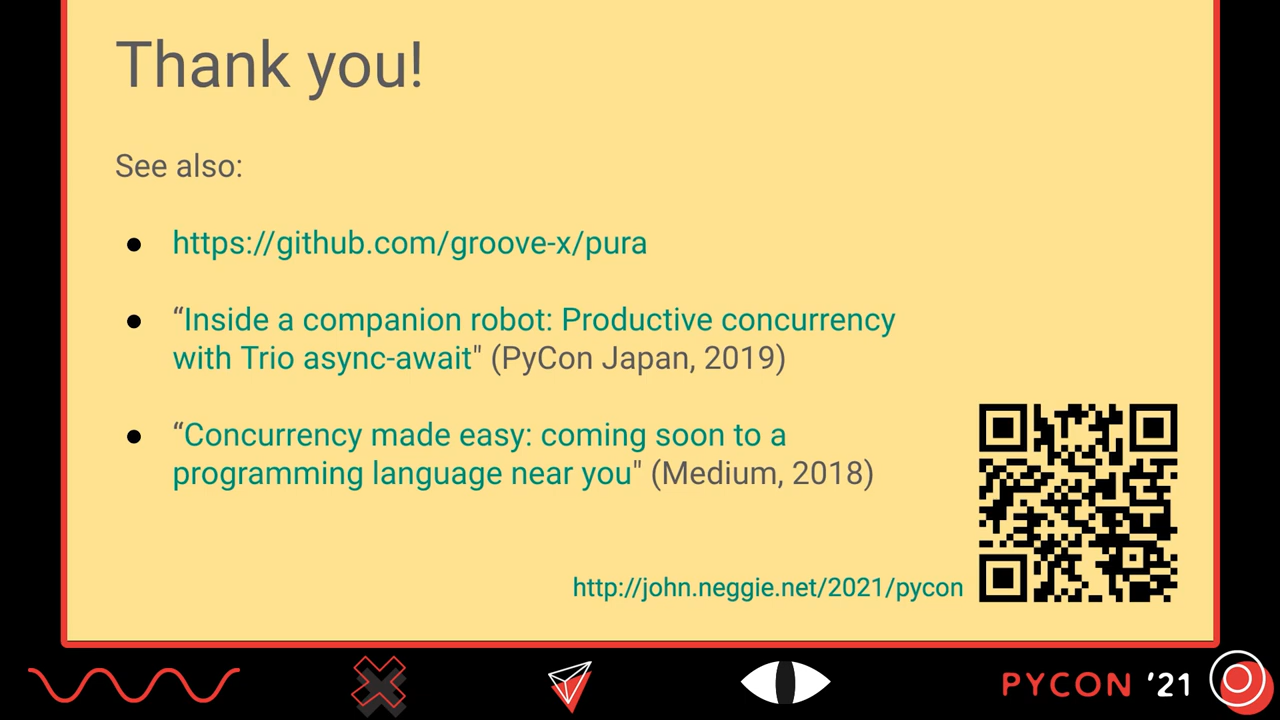 Thank you!
See also:
● https://github.com/groove-x/pura
● “Inside a companion robot: Productive concurrency
with Trio async-await" (PyCon Japan, 2019)
● “Concurrency made easy: coming soon to a
programming language near you" (Medium, 2018)
http://john.neggie.net/2021/pycon
PYCON '21